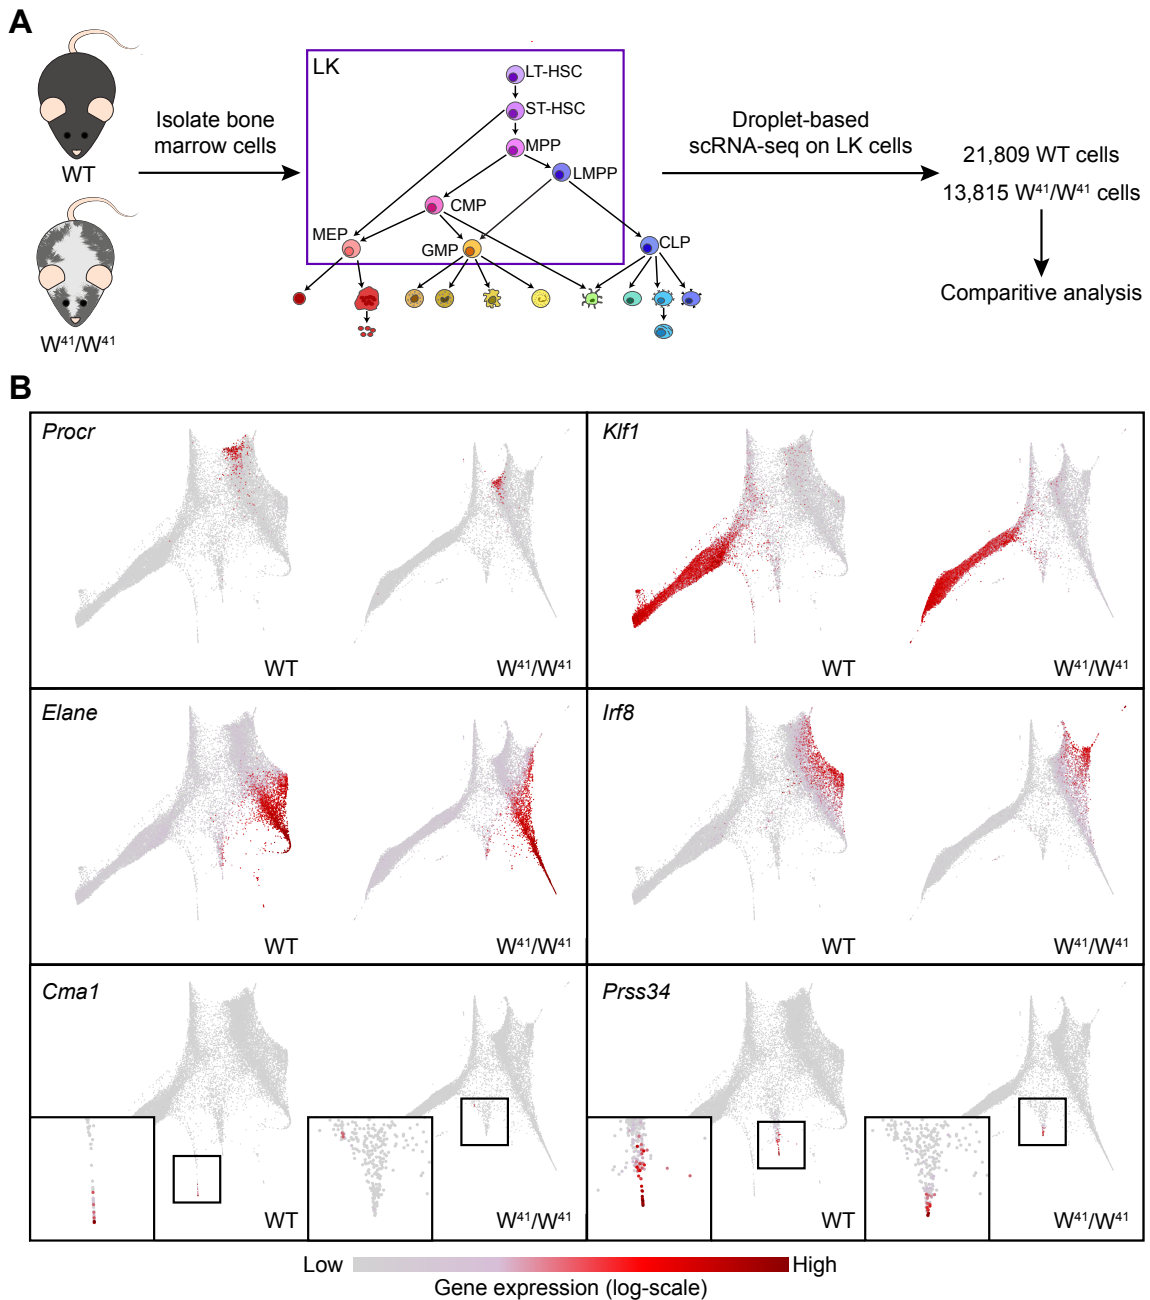 A
WT
W41/W41
Isolate bone
marrow cells
LK
LT-HSC
ST-HSC
MPP
LMPP
CMP
MEP
GMP
CLP
Droplet-based
scRNA-seq on LK cells
21,809 WT cells
13,815 W41/W41 cells
Comparitive analysis
B
Procr
WT
W41/W41
Klf1
WT
W41/W41
Elane
WT
W41/W41
Irf8
WT
W41/W41
Cma1
WT
W41/W41
Prss34
WT
W41/W41
Low
High
Gene expression (log-scale)